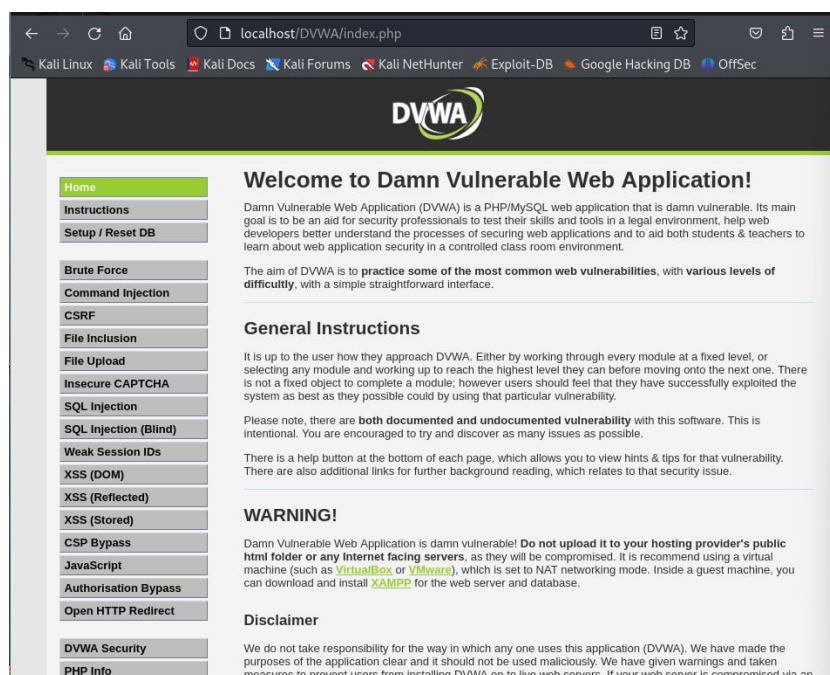 localhost/DVWA/index.php
Kali Linux Kali Tools Kali Docs Kali Forums Kali NetHunter Exploit-DB Google Hacking DB OffSec
DVWA
Home
Instructions
Setup / Reset DB
Brute Force
Command Injection
CSRF
File Inclusion
File Upload
Insecure CAPTCHA
SQL Injection
SQL Injection (Blind)
Weak Session IDs
XSS (DOM)
XSS (Reflected)
XSS (Stored)
CSP Bypass
JavaScript
Authorisation Bypass
Open HTTP Redirect
DVWA Security
PHP Info
Welcome to Damn Vulnerable Web Application!
Damn Vulnerable Web Application (DVWA) is a PHP/MySQL web application that is damn vulnerable. Its main
goal is to be an aid for security professionals to test their skills and tools in a legal environment, help web
developers better understand the processes of securing web applications and to aid both students & teachers to
learn about web application security in a controlled class room environment.
The aim of DVWA is to practice some of the most common web vulnerabilities, with various levels of
difficultly, with a simple straightforward interface.
General Instructions
It is up to the user how they approach DVWA. Either by working through every module at a fixed level, or
selecting any module and working up to reach the highest level they can before moving onto the next one. There
is not a fixed object to complete a module; however users should feel that they have successfully exploited the
system as best as they possible could by using that particular vulnerability.
Please note, there are both documented and undocumented vulnerability with this software. This is
intentional. You are encouraged to try and discover as many issues as possible.
There is a help button at the bottom of each page, which allows you to view hints & tips for that vulnerability.
There are also additional links for further background reading, which relates to that security issue.
WARNING!
Damn Vulnerable Web Application is damn vulnerable! Do not upload it to your hosting provider's public
html folder or any Internet facing servers, as they will be compromised. It is recommend using a virtual
machine (such as VirtualBox or VMware), which is set to NAT networking mode. Inside a guest machine, you
can download and install XAMPP for the web server and database.
Disclaimer
We do not take responsibility for the way in which any one uses this application (DVWA). We have made the
purposes of the application clear and it should not be used maliciously. We have given warnings and taken
measures to prevent users from installing DVWA on to live web servers. If your web server is compromised via an